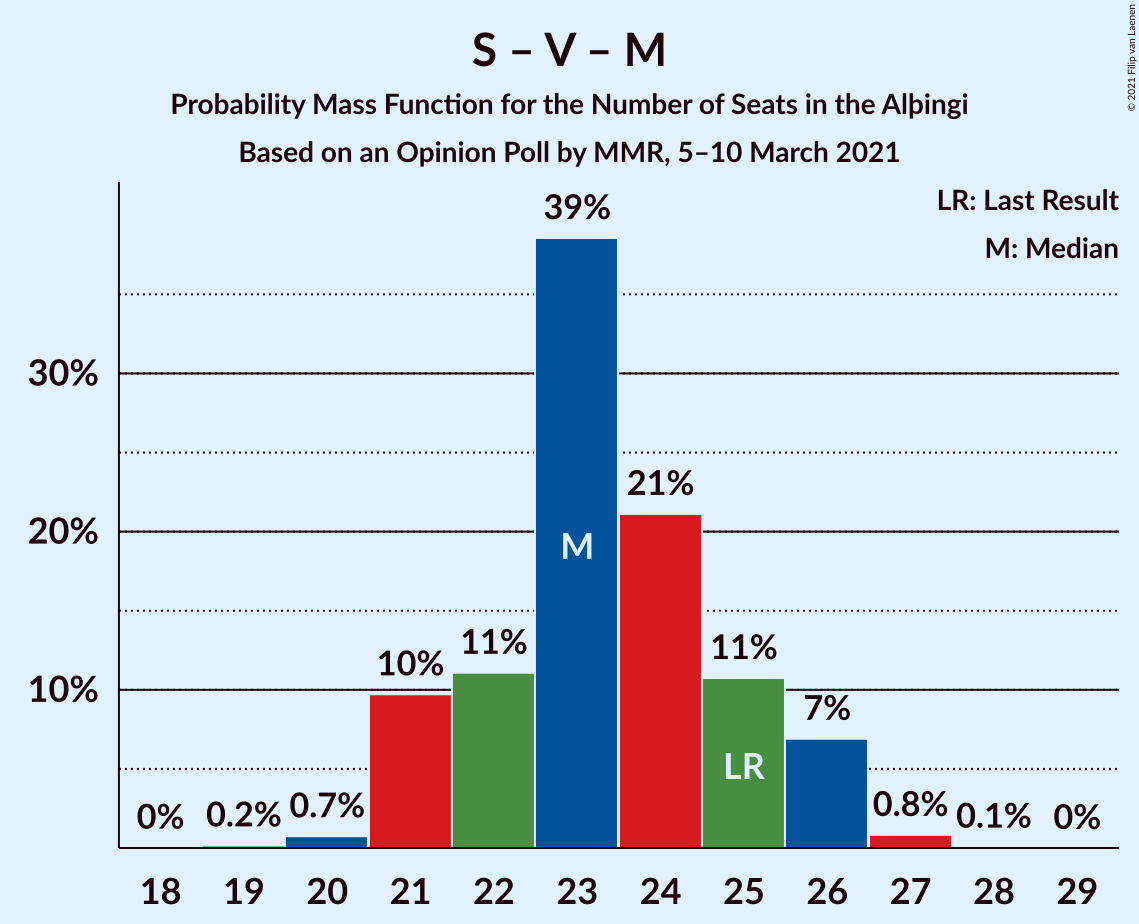 S – V – M
Probability Mass Function for the Number of Seats in the Alþingi
Based on an Opinion Poll by MMR, 5–10 March 2021
© 2021 Filip van Laenen
LR: Last Result
M: Median
39%
30%
21%
20%
M
11%
11%
10%
10%
7%
LR
0%
0.2%
0.7%
0.8%
0.1%
0%
18 19 20 21 22 23 24 25 26 27 28 29